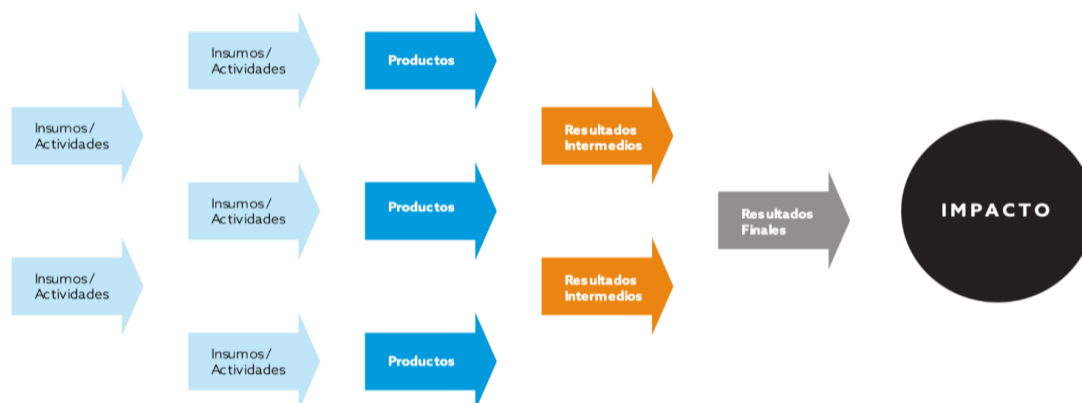 Insumos /
Actividades
Insumos /
Actividades
Insumos /
Actividades
Insumos /
Actividades
Insumos /
Actividades
Productos
Productos
Productos
Resultados
Intermedios
Resultados
Intermedios
Resultados
Finales
IMPACTO